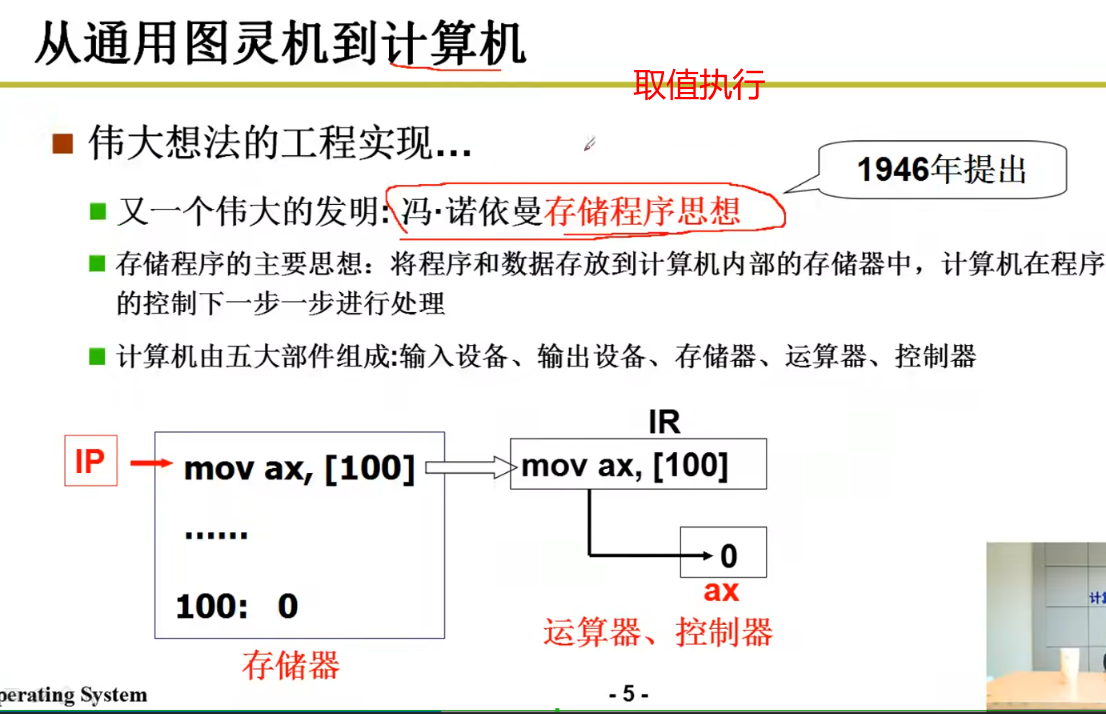 从通用图灵机到计算机
取值执行
伟大想法的工程实现…
1946年提出
又一个伟大的发明:冯·诺依曼存储程序思想
存储程序的主要思想：将程序和数据存放到计算机内部的存储器中，计算机在程序
的控制下一步一步进行处理
计算机由五大部件组成:输入设备、输出设备、存储器、运算器、控制器
IR
IP
mov ax, [100]
mov ax, [100]
……
0
ax
100: 0
运算器、控制器
存储器
perating System
- 5 -